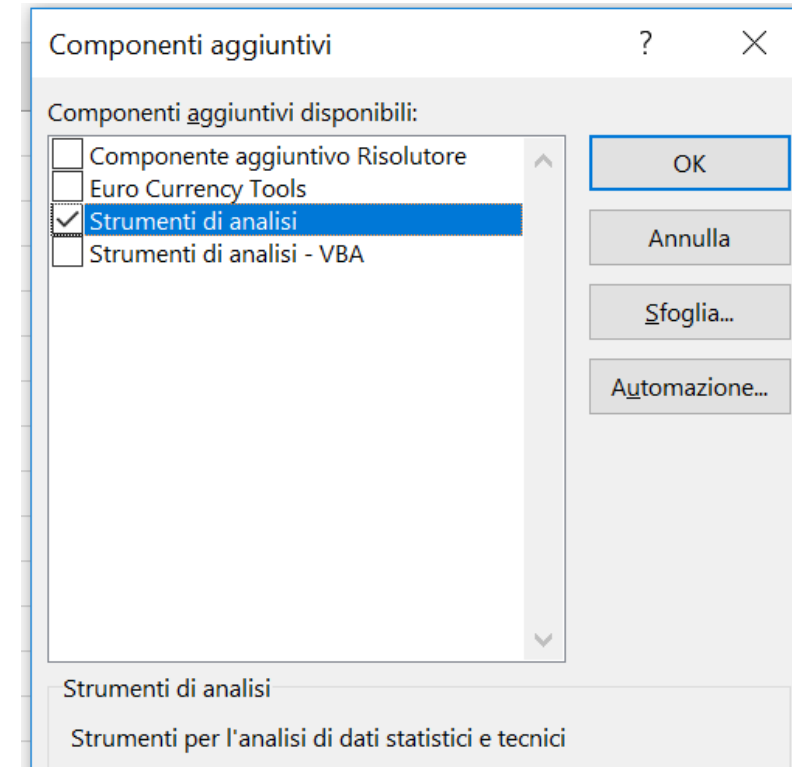 Componenti aggiuntivi ?
Componenti aggiuntivi disponibili:
Componente aggiuntivo Risolutore
Euro Currency Tools
Strumenti di analisi
Strumenti di analisi - VBA
OK
Annulla
Sfoglia...
Automazione...
Strumenti di analisi
Strumenti per l'analisi di dati statistici e tecnici